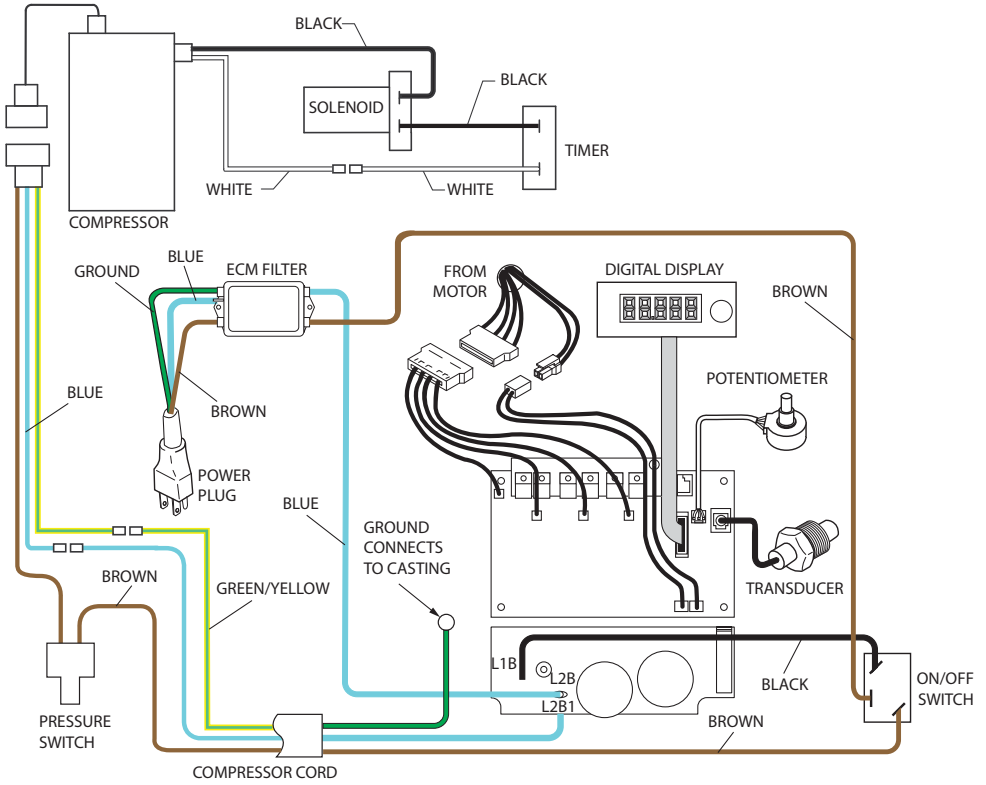 BLACK
BLACK
SOLENOID
TIMER
WHITE
WHITE
COMPRESSOR
BLUE
GROUND
ECM FILTER
FROM
MOTOR
DIGITAL DISPLAY
BROWN
POTENTIOMETER
BLUE
BROWN
POWER
PLUG
BLUE
GROUND
CONNECTS
TO CASTING
BROWN
GREEN/YELLOW
TRANSDUCER
L1B
L2B
L2B1
BLACK
ON/OFF
SWITCH
PRESSURE
SWITCH
BROWN
COMPRESSOR CORD